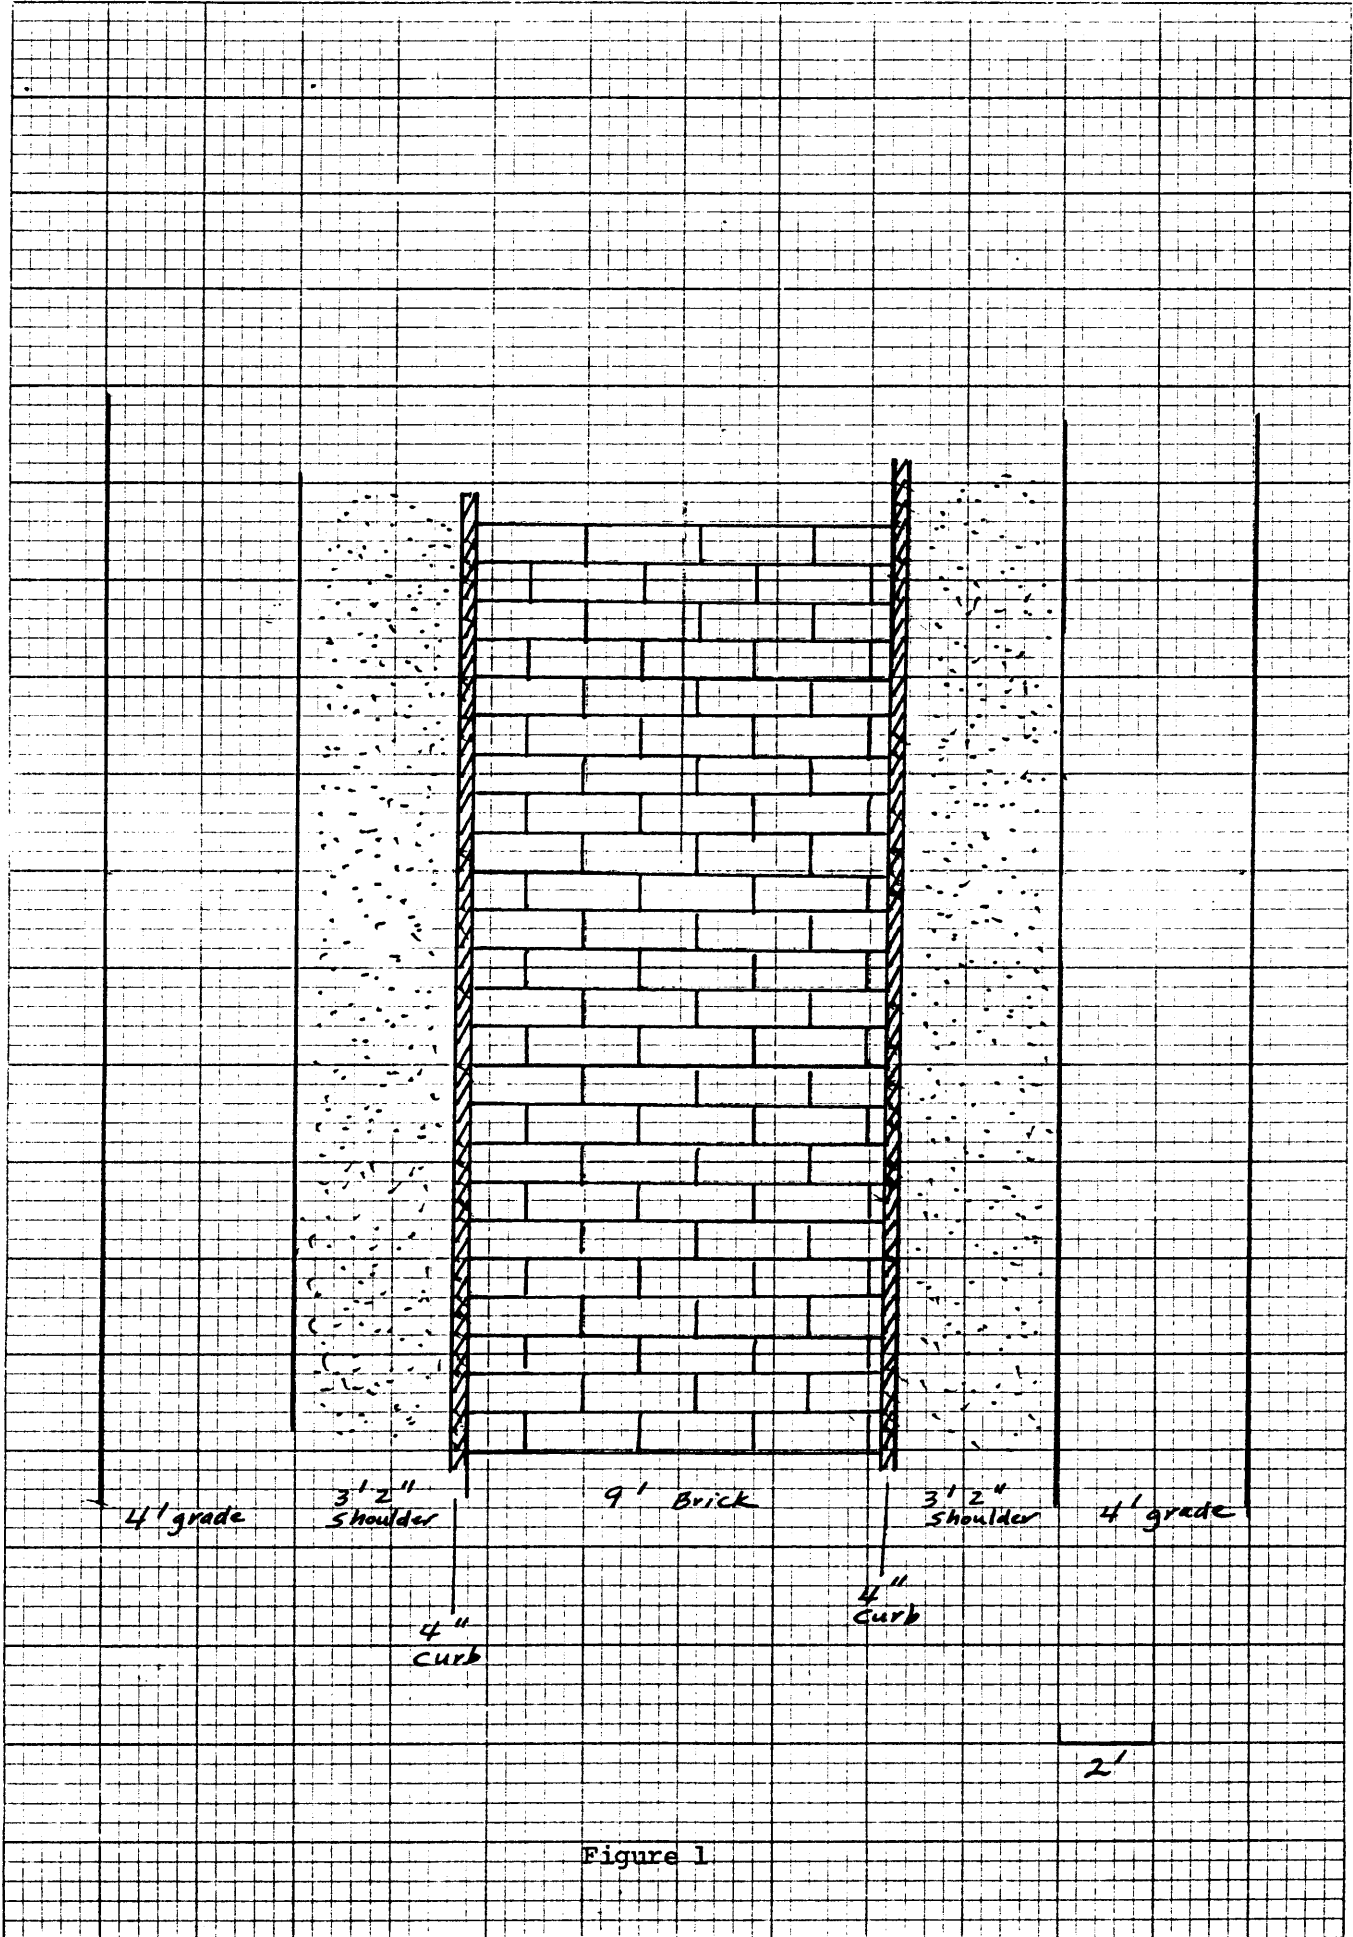 4' grade
3' 2"
shoulder
9' Brick
3' 2"
shoulder
4' grade
4"
curb
4"
curb
2'
Figure 1